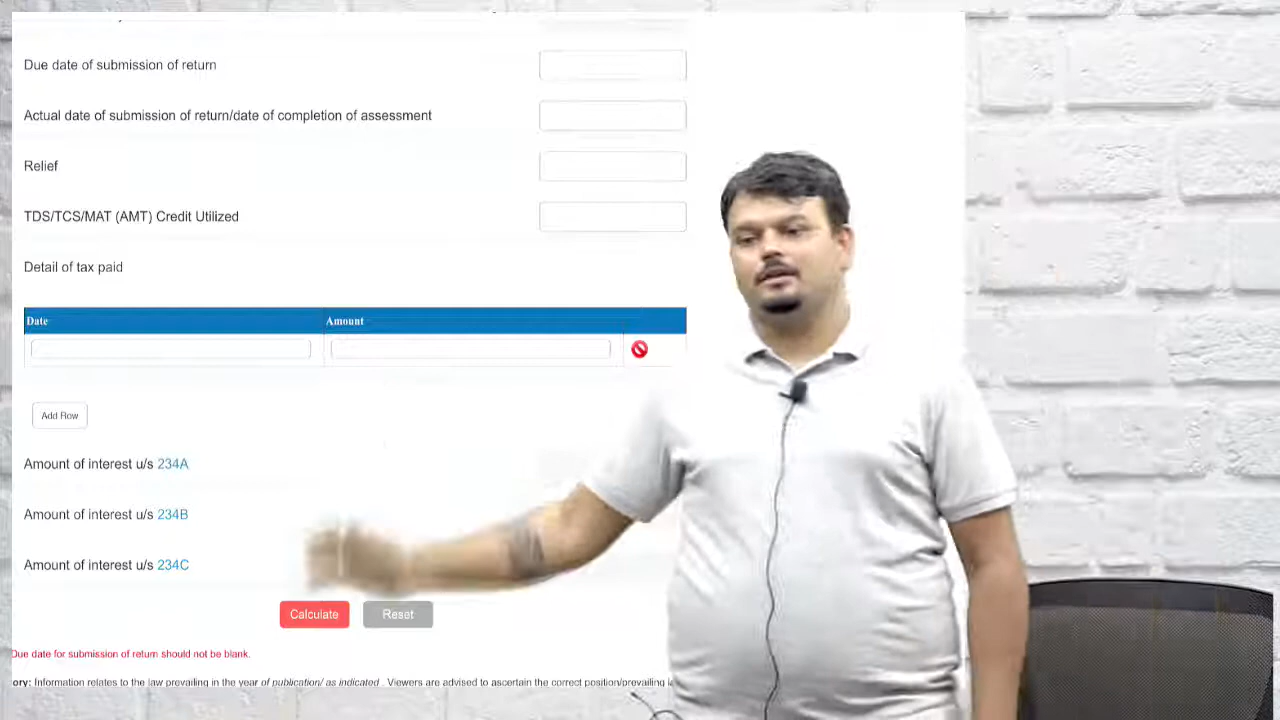 Due date of submission of return
Actual date of submission of return/date of completion of assessment
Relief
TDS/TCS/MAT (AMT) Credit Utilized
Detail of tax paid
Date Amount
Add Row
Amount of interest u/s 234A
Amount of interest u/s 234B
Amount of interest u/s 234C
Calculate Reset
Due date for submission of return should not be blank.
ory: Information relates to the law prevailing in the year of publication/ as indicated . Viewers are advised to ascertain the correct position/prevailing